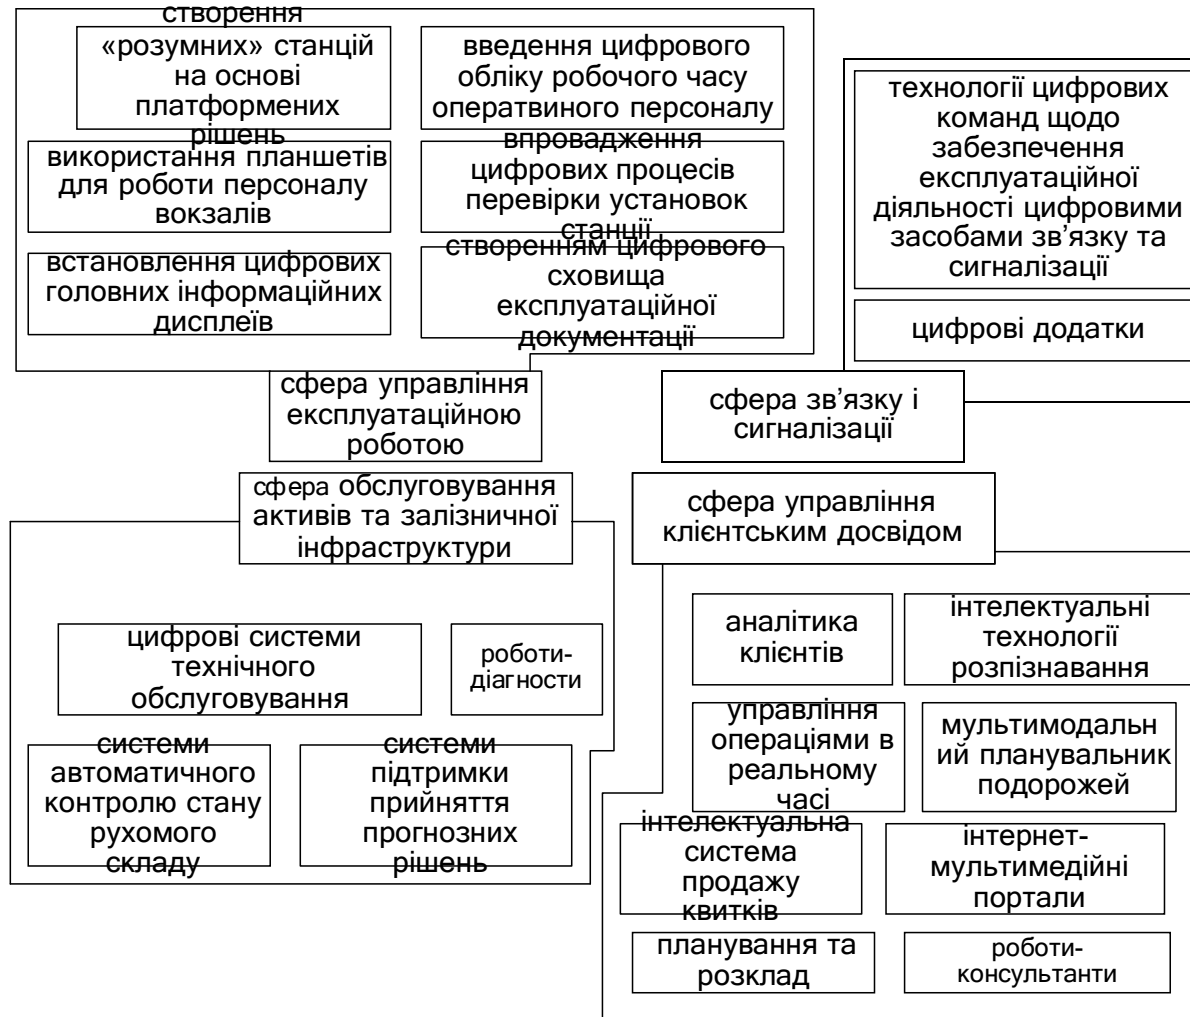 створення
«розумних» станцій
на основі
платформених
рішень
введення цифрового
обліку робочого часу
оператвиного персоналу
використання планшетів
для роботи персоналу
вокзалів
впровадження
цифрових процесів
перевірки установок
станції
встановлення цифрових
головних інформаційних
дисплеїв
створенням цифрового
сховища
експлуатаційної
документації
технології цифрових
команд щодо
забезпечення
експлуатаційної
діяльності цифровими
засобами зв’язку та
сигналізації
цифрові додатки
сфера управління
експлуатаційною
роботою
сфера зв’язку і
сигналізації
сфера обслуговування
активів та залізничної
інфраструктури
сфера управління
клієнтським досвідом
цифрові системи
технічного
обслуговування
роботи-
діагности
системи
автоматичного
контролю стану
рухомого
складу
системи
підтримки
прийняття
прогнозних
рішень
аналітика
клієнтів
інтелектуальні
технології
розпізнавання
управління
операціями в
реальному
часі
мультимодальн
ий планувальник
подорожей
інтелектуальна
система
продажу
квитків
інтернет-
мультимедійні
портали
планування та
розклад
роботи-
консультанти